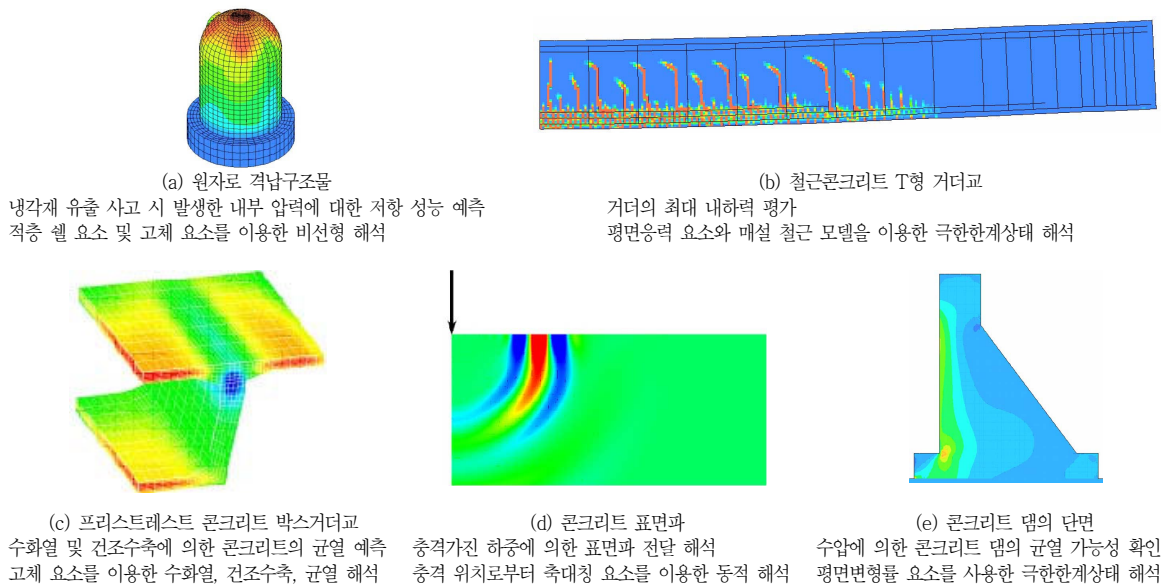 (a) 원자로 격납구조물
냉각재 유출 사고 시 발생한 내부 압력에 대한 저항 성능 예측
적층 쉘 요소 및 고체 요소를 이용한 비선형 해석
(b) 철근콘크리트 T형 거더교
거더의 최대 내하력 평가
평면응력 요소와 매설 철근 모델을 이용한 극한한계상태 해석
(c) 프리스트레스트 콘크리트 박스거더교
수화열 및 건조수축에 의한 콘크리트의 균열 예측
고체 요소를 이용한 수화열, 건조수축, 균열 해석
(d) 콘크리트 표면파
충격가진 하중에 의한 표면파 전달 해석
충격 위치로부터 축대칭 요소를 이용한 동적 해석
(e) 콘크리트 댐의 단면
수압에 의한 콘크리트 댐의 균열 가능성 확인
평면변형률 요소를 사용한 극한한계상태 해석